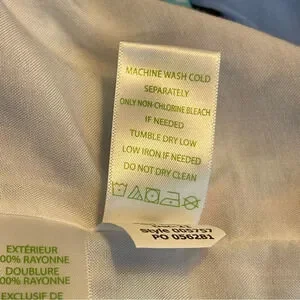 MACHINE WASH COLD
SEPARATELY
ONLY NON-CHLORINE BLEACH
IF NEEDED
TUMBLE DRY LOW
LOW IRON IF NEEDED
DO NOT DRY CLEAN
Style 005757
PO 056281
EXTÉRIEUR
100% RAYONNE
DOUBLURE
100% RAYONNE
EXCLUSIF DE